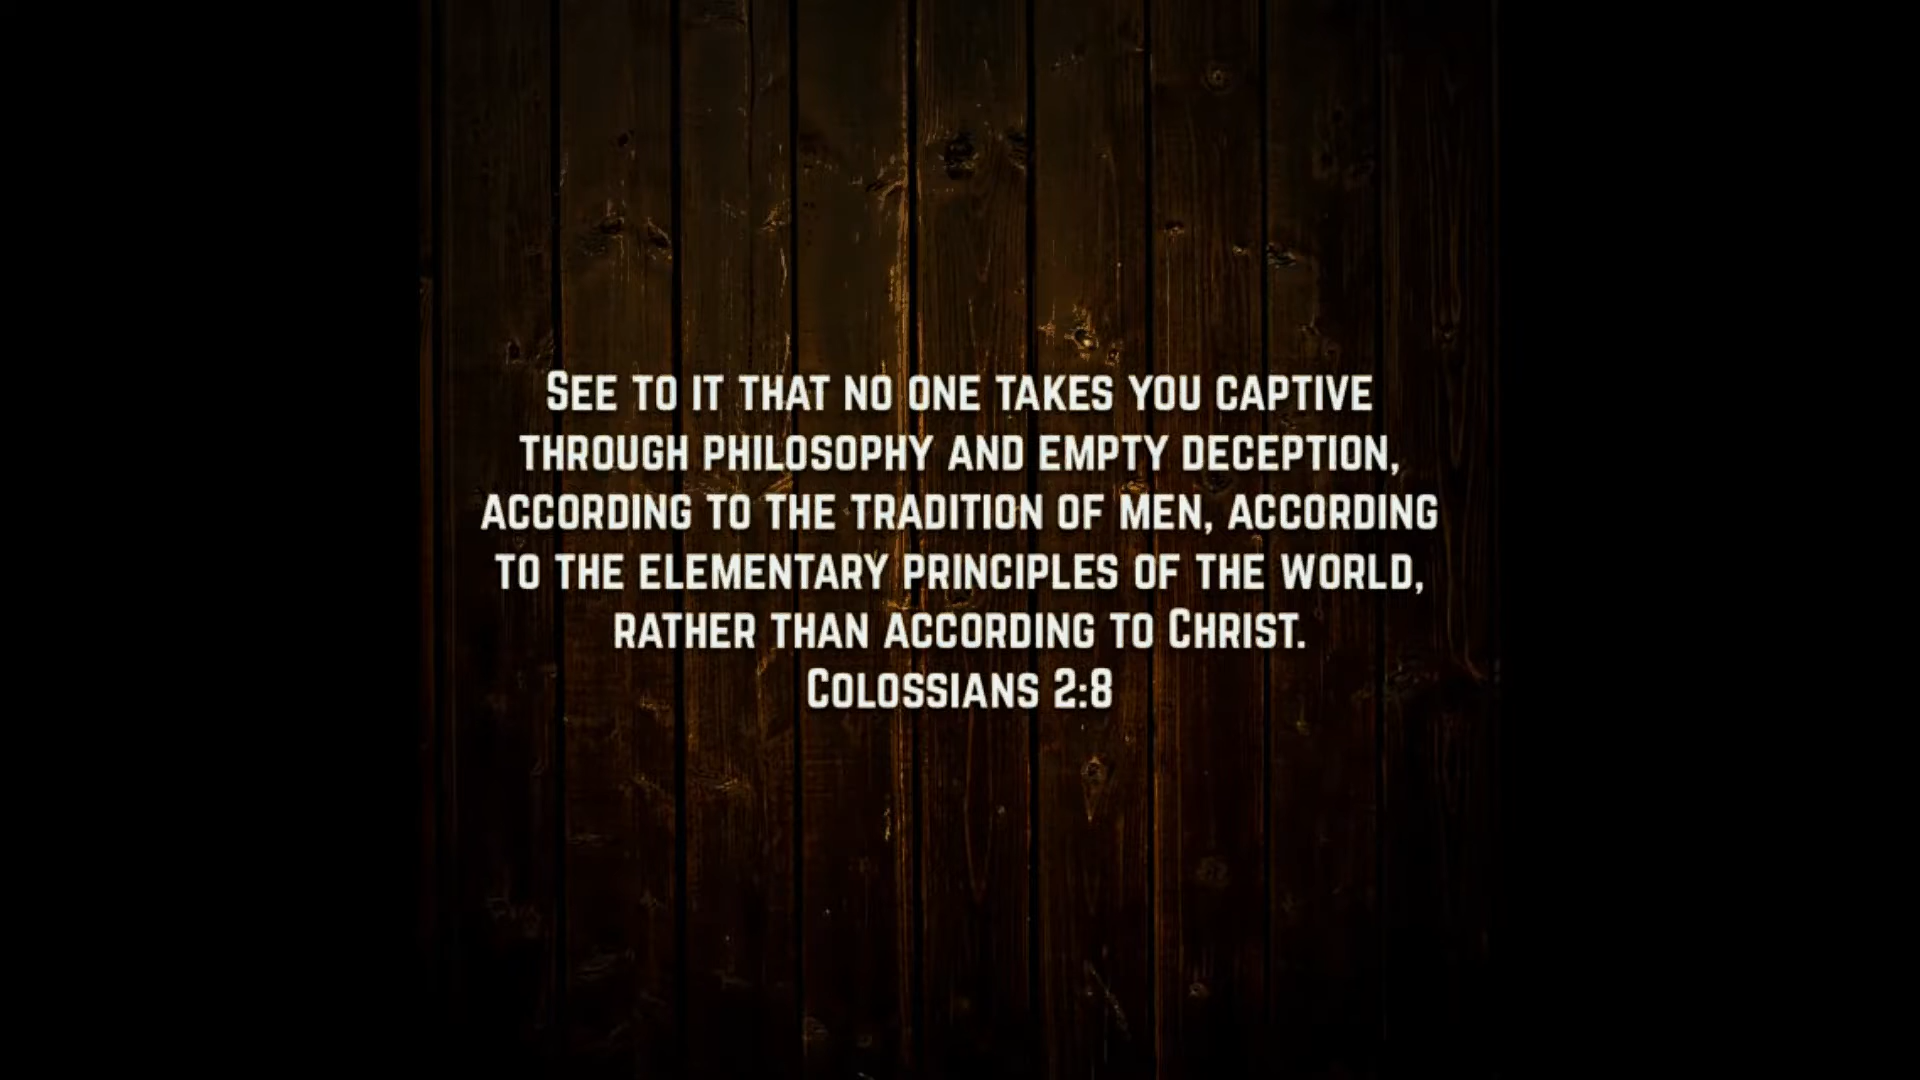 See to it that no one takes you captive
through philosophy and empty deception,
according to the tradition of men, according
to the elementary principles of the world,
rather than according to Christ.
Colossians 2:8